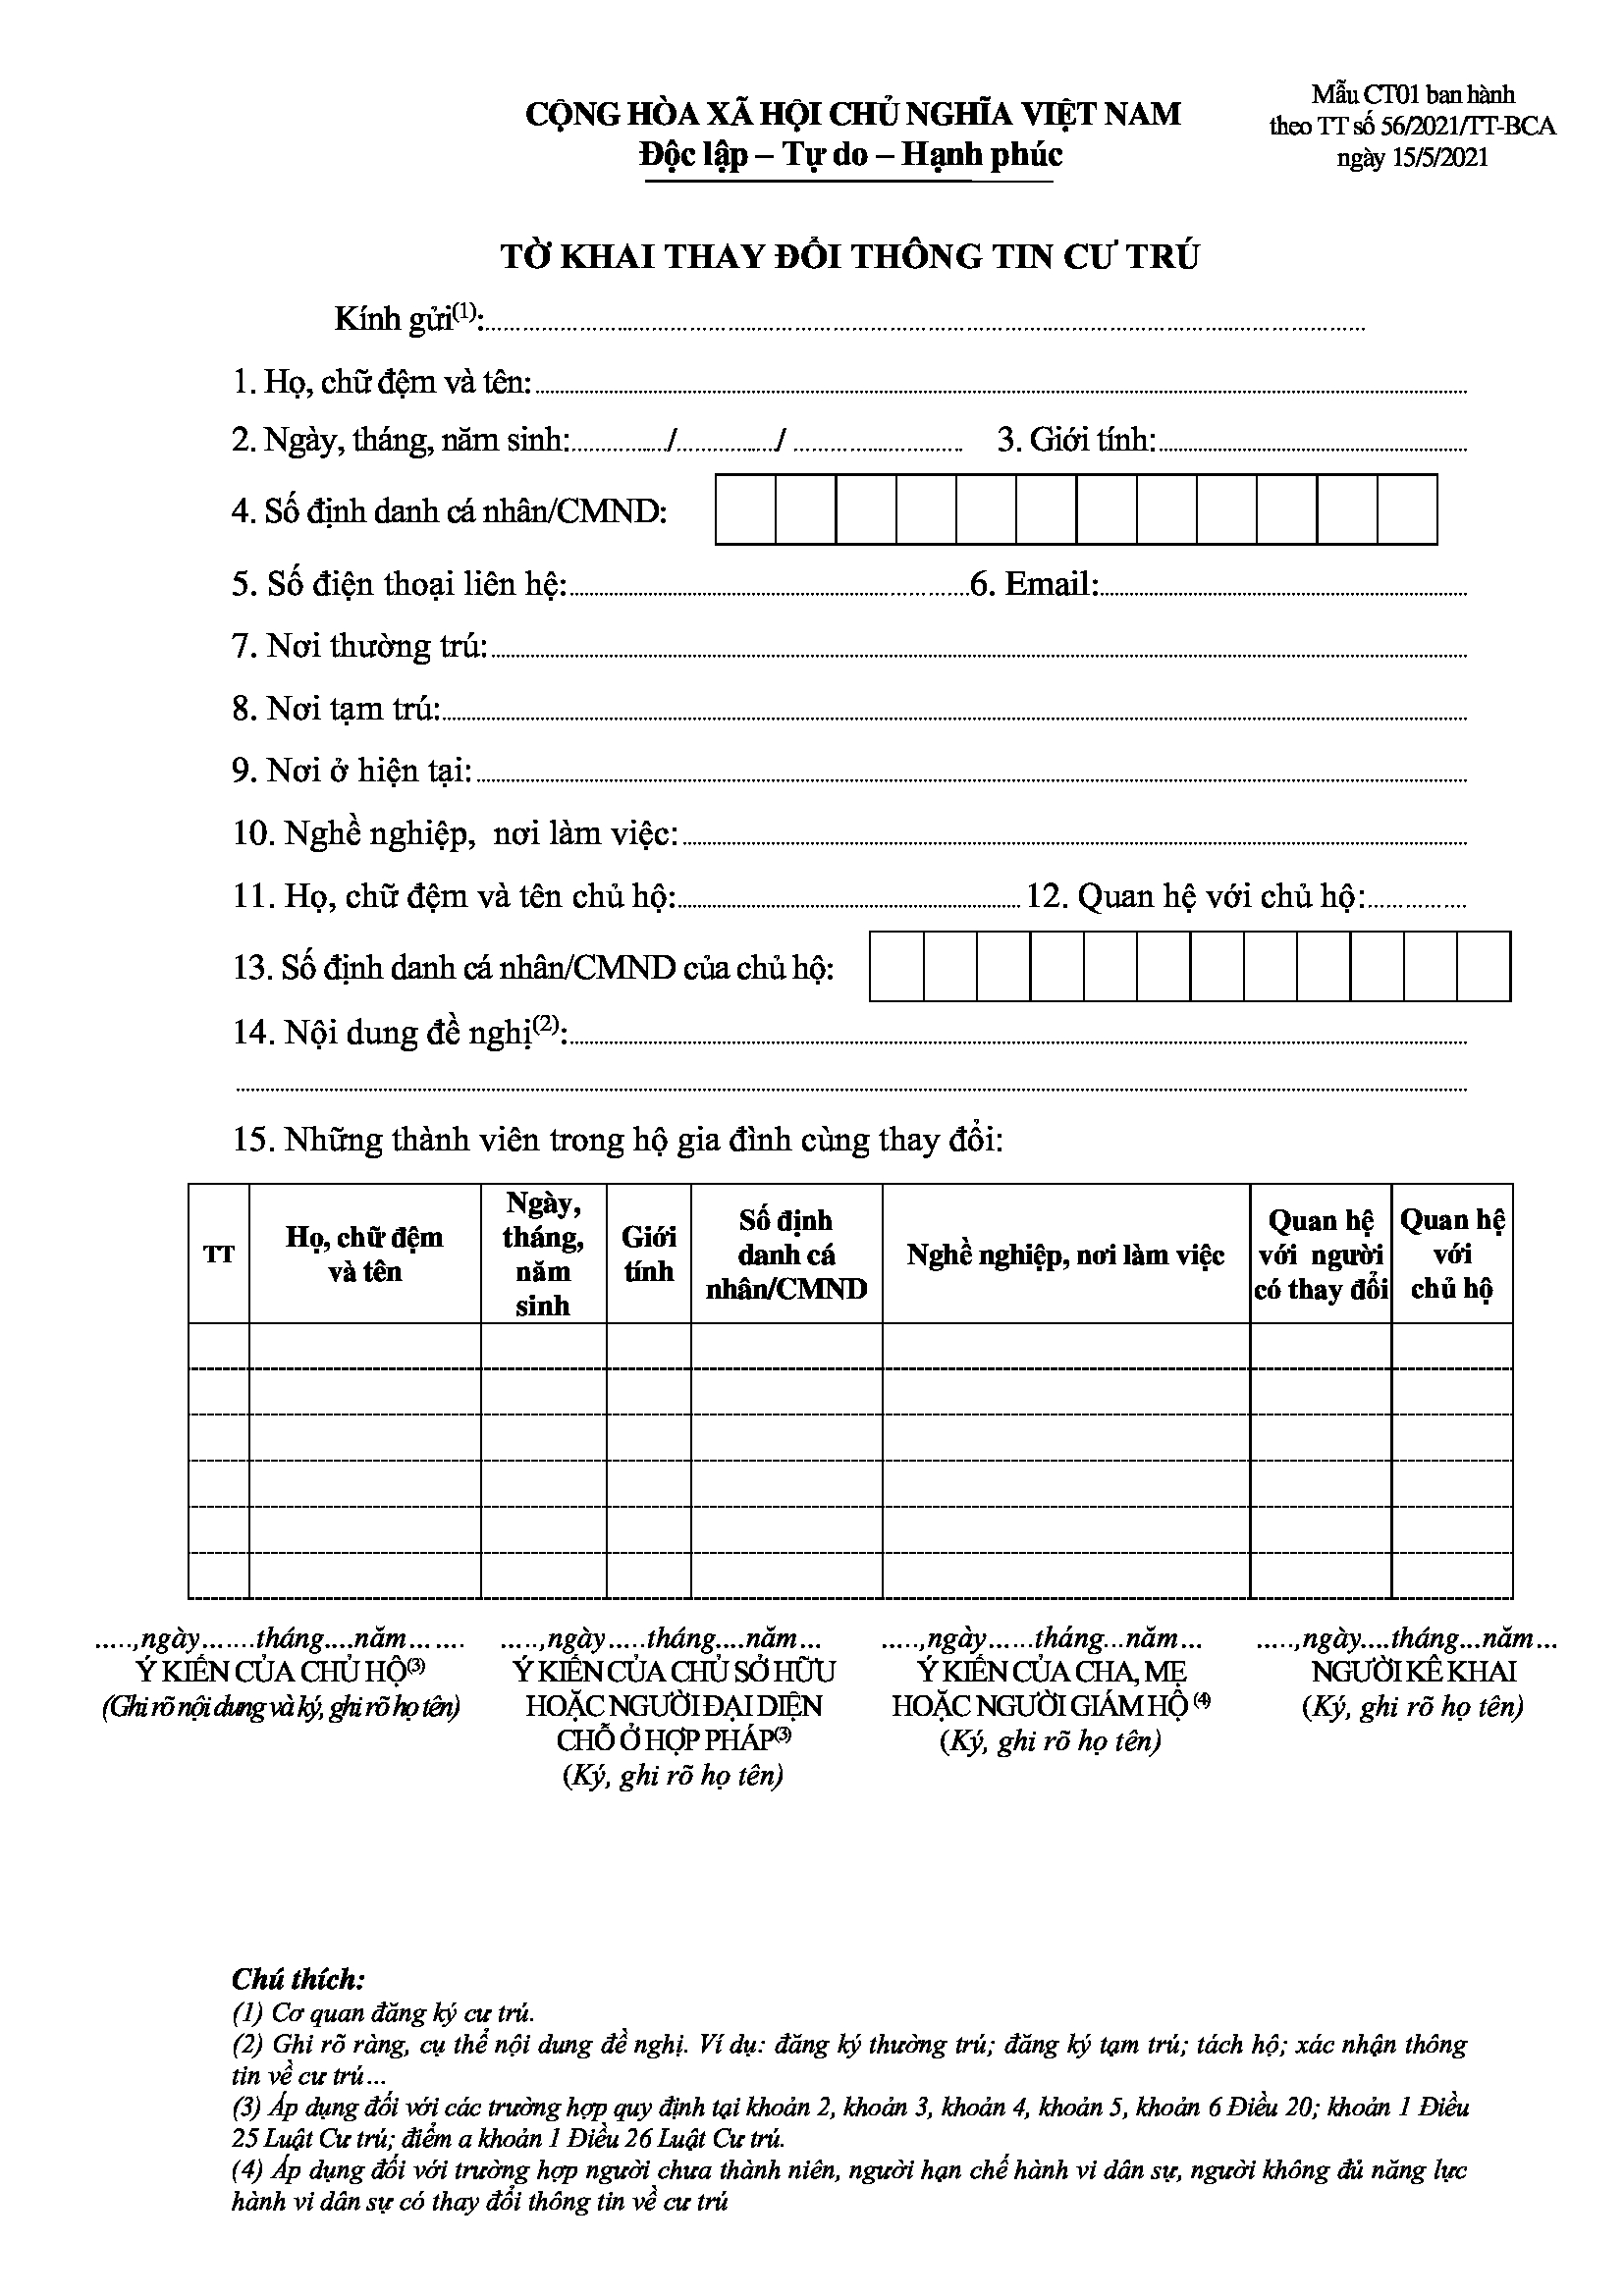 Mẫu CT01 ban hành
theo TT số 56/2021/TT-BCA
ngày 15/5/2021
CỘNG HÒA XÃ HỘI CHỦ NGHĨA VIỆT NAM
Độc lập – Tự do – Hạnh phúc
TỜ KHAI THAY ĐỔI THÔNG TIN CƯ TRÚ
Kính gửi(1):................................................................
1. Họ, chữ đệm và tên:................................................................
2. Ngày, tháng, năm sinh:............/............/........................ 3. Giới tính:................................
4. Số định danh cá nhân/CMND:
5. Số điện thoại liên hệ:................................................6. Email:................................
7. Nơi thường trú:................................................................
8. Nơi tạm trú:................................................................
9. Nơi ở hiện tại:................................................................
10. Nghề nghiệp, nơi làm việc:................................................................
11. Họ, chữ đệm và tên chủ hộ:................................ 12. Quan hệ với chủ hộ:...............
13. Số định danh cá nhân/CMND của chủ hộ:
14. Nội dung đề nghị(2):................................................................
................................................................
15. Những thành viên trong hộ gia đình cùng thay đổi:
TT Họ, chữ đệm và tên Ngày, tháng, năm sinh Giới tính Số định danh cá nhân/CMND Nghề nghiệp, nơi làm việc Quan hệ với người có thay đổi Quan hệ với chủ hộ
.....,ngày.......tháng....năm.......
Ý KIẾN CỦA CHỦ HỘ(3)
(Ghi rõ nội dung và ký, ghi rõ họ tên)
.....,ngày.....tháng....năm...
Ý KIẾN CỦA CHỦ SỞ HỮU
HOẶC NGƯỜI ĐẠI DIỆN
CHỖ Ở HỢP PHÁP(3)
(Ký, ghi rõ họ tên)
.....,ngày......tháng...năm...
Ý KIẾN CỦA CHA, MẸ
HOẶC NGƯỜI GIÁM HỘ (4)
(Ký, ghi rõ họ tên)
.....,ngày....tháng...năm...
NGƯỜI KÊ KHAI
(Ký, ghi rõ họ tên)
Chú thích:
(1) Cơ quan đăng ký cư trú.
(2) Ghi rõ ràng, cụ thể nội dung đề nghị. Ví dụ: đăng ký thường trú; đăng ký tạm trú; tách hộ; xác nhận thông
tin về cư trú...
(3) Áp dụng đối với các trường hợp quy định tại khoản 2, khoản 3, khoản 4, khoản 5, khoản 6 Điều 20; khoản 1 Điều
25 Luật Cư trú; điểm a khoản 1 Điều 26 Luật Cư trú.
(4) Áp dụng đối với trường hợp người chưa thành niên, người hạn chế hành vi dân sự, người không đủ năng lực
hành vi dân sự có thay đổi thông tin về cư trú